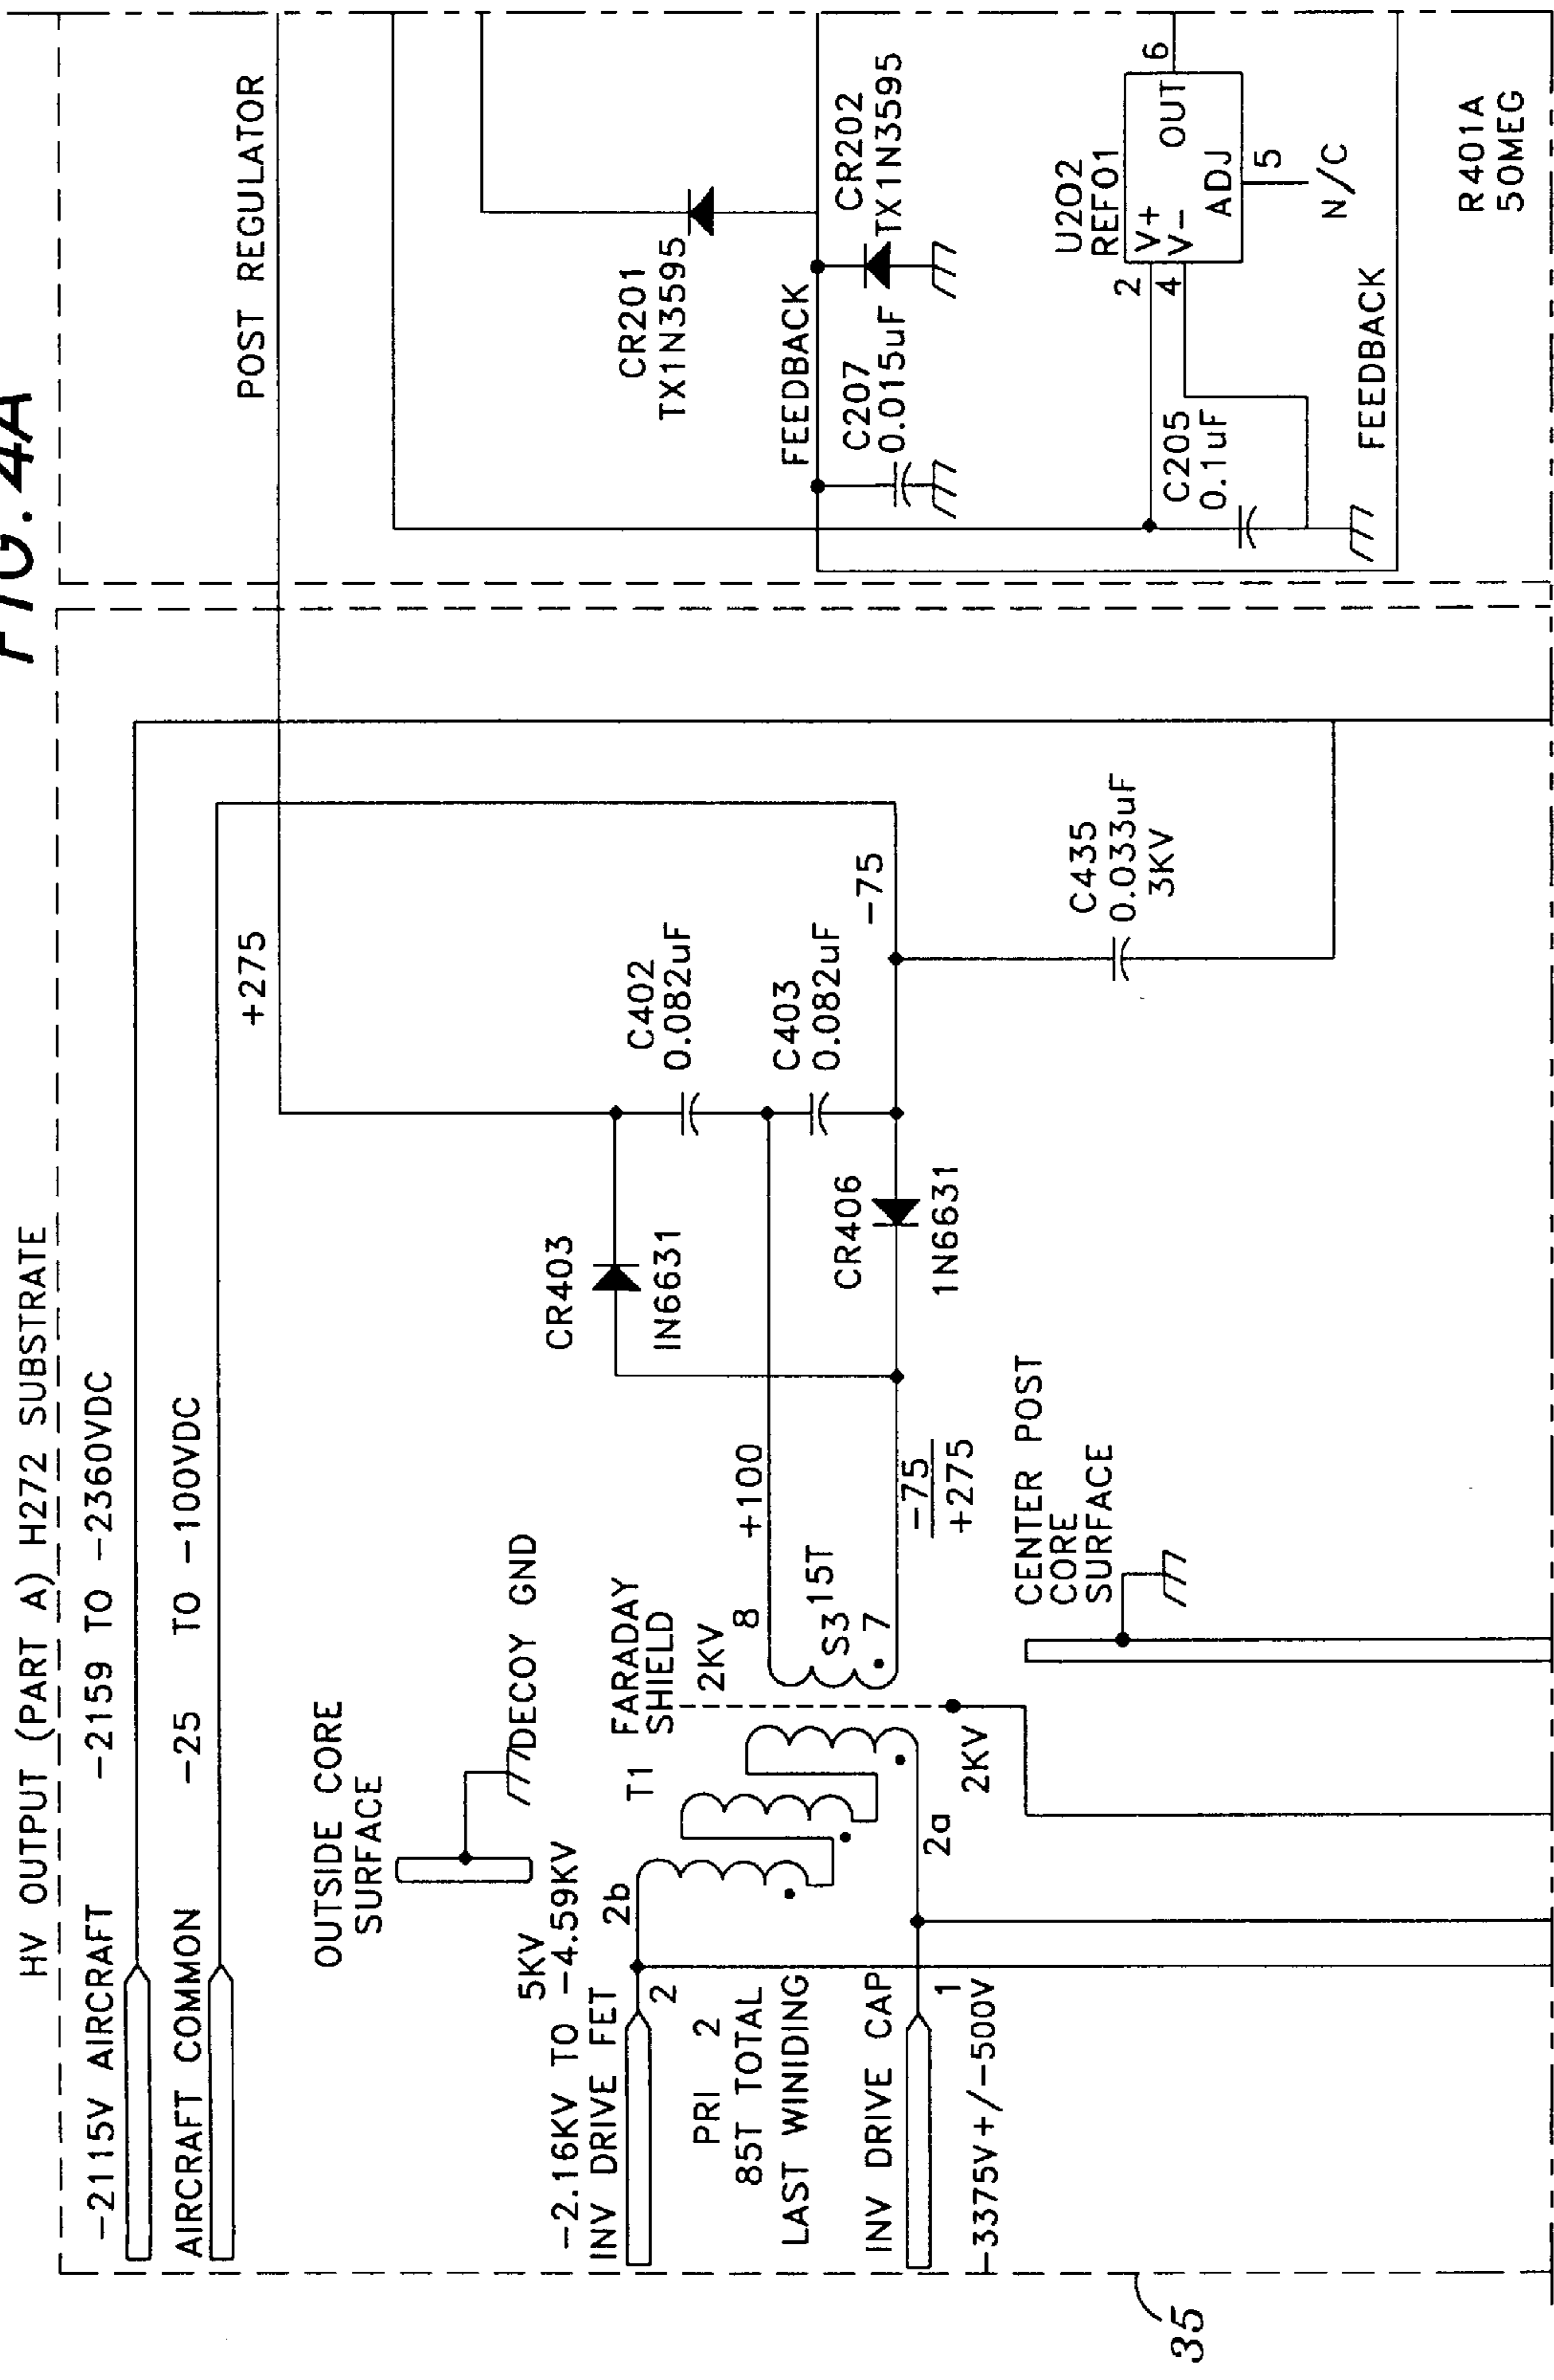 FIG. 4A
HV OUTPUT (PART A) H272 SUBSTRATE
-2115V AIRCRAFT
-2159 TO -2360VDC
AIRCRAFT COMMON
-25 TO -100VDC
+275
POST REGULATOR
OUTSIDE CORE
SURFACE
DECOY GND
5KV
-2.16KV TO -4.59KV
INV DRIVE FET
2
2b
PRI 2
85T TOTAL
LAST WINIDING
INV DRIVE CAP
1
-3375V+/-500V
2a
T1
FARADAY
SHIELD
2KV
2KV
8
S3
15T
7
+100
-75
+275
CENTER POST
CORE
SURFACE
CR403
1N6631
CR406
1N6631
C402
0.082uF
C403
0.082uF
-75
C435
0.033uF
3KV
CR201
TX1N3595
FEEDBACK
C207
0.015uF
CR202
TX1N3595
C205
0.1uF
U202
REF01
2
4
V+
V-
OUT
ADJ
6
5
N/C
FEEDBACK
R401A
50MEG
35